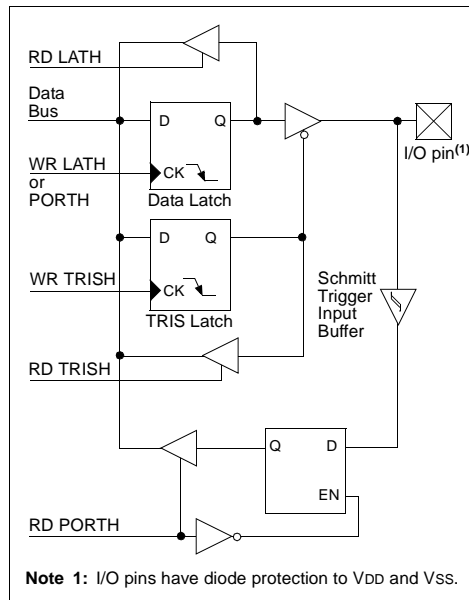 RD LATH
Data
Bus
D Q
I/O pin(1)
WR LATH
or
PORTH
CK
Data Latch
D Q
WR TRISH
CK
TRIS Latch
Schmitt
Trigger
Input
Buffer
RD TRISH
Q D
EN
RD PORTH
Note 1: I/O pins have diode protection to VDD and VSS.